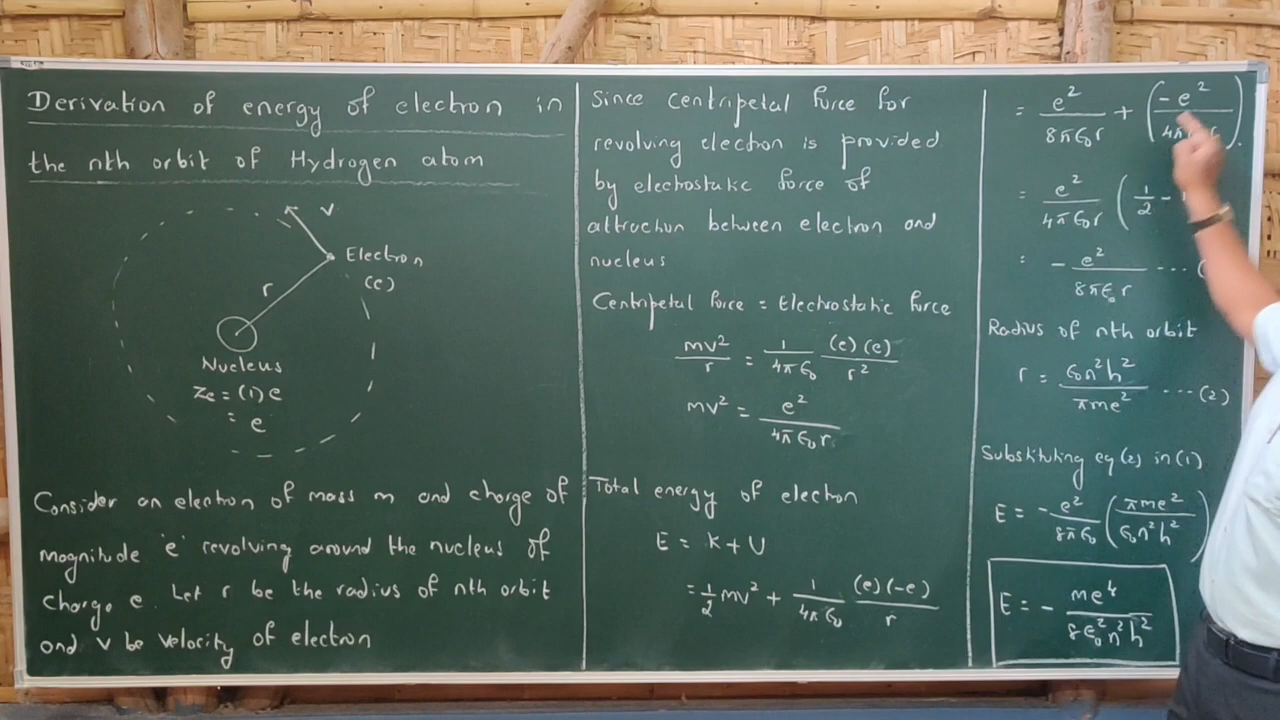 Derivation of energy of electron in
the nth orbit of Hydrogen atom
v
Electron
(e)
r
Nucleus
Ze = (1) e
= e
Consider an electron of mass m and charge of
magnitude 'e' revolving around the nucleus of
charge e. Let r be the radius of nth orbit
and v be velocity of electron
Since centripetal force for
revolving electron is provided
by electrostatic force of
attraction between electron and
nucleus
Centripetal force = Electrostatic force
mv²/r = 1/4πϵ₀ (e)(e)/r²
mv² = e²/4πϵ₀r
Total energy of electron
E = K + U
= 1/2 mv² + 1/4πϵ₀ (e)(-e)/r
= e²/8πϵ₀r + (-e²/4π r)
= e²/4πϵ₀r (1/2 -
: - e²/8πϵ₀r ---- (
Radius of nth orbit
r = ϵ₀n²h²/πme² --- (2)
Substituting eq (2) in (1)
E = - e²/8πϵ₀ (πme²/ϵ₀n²h²)
E = - me⁴/8ϵ₀²n²h²